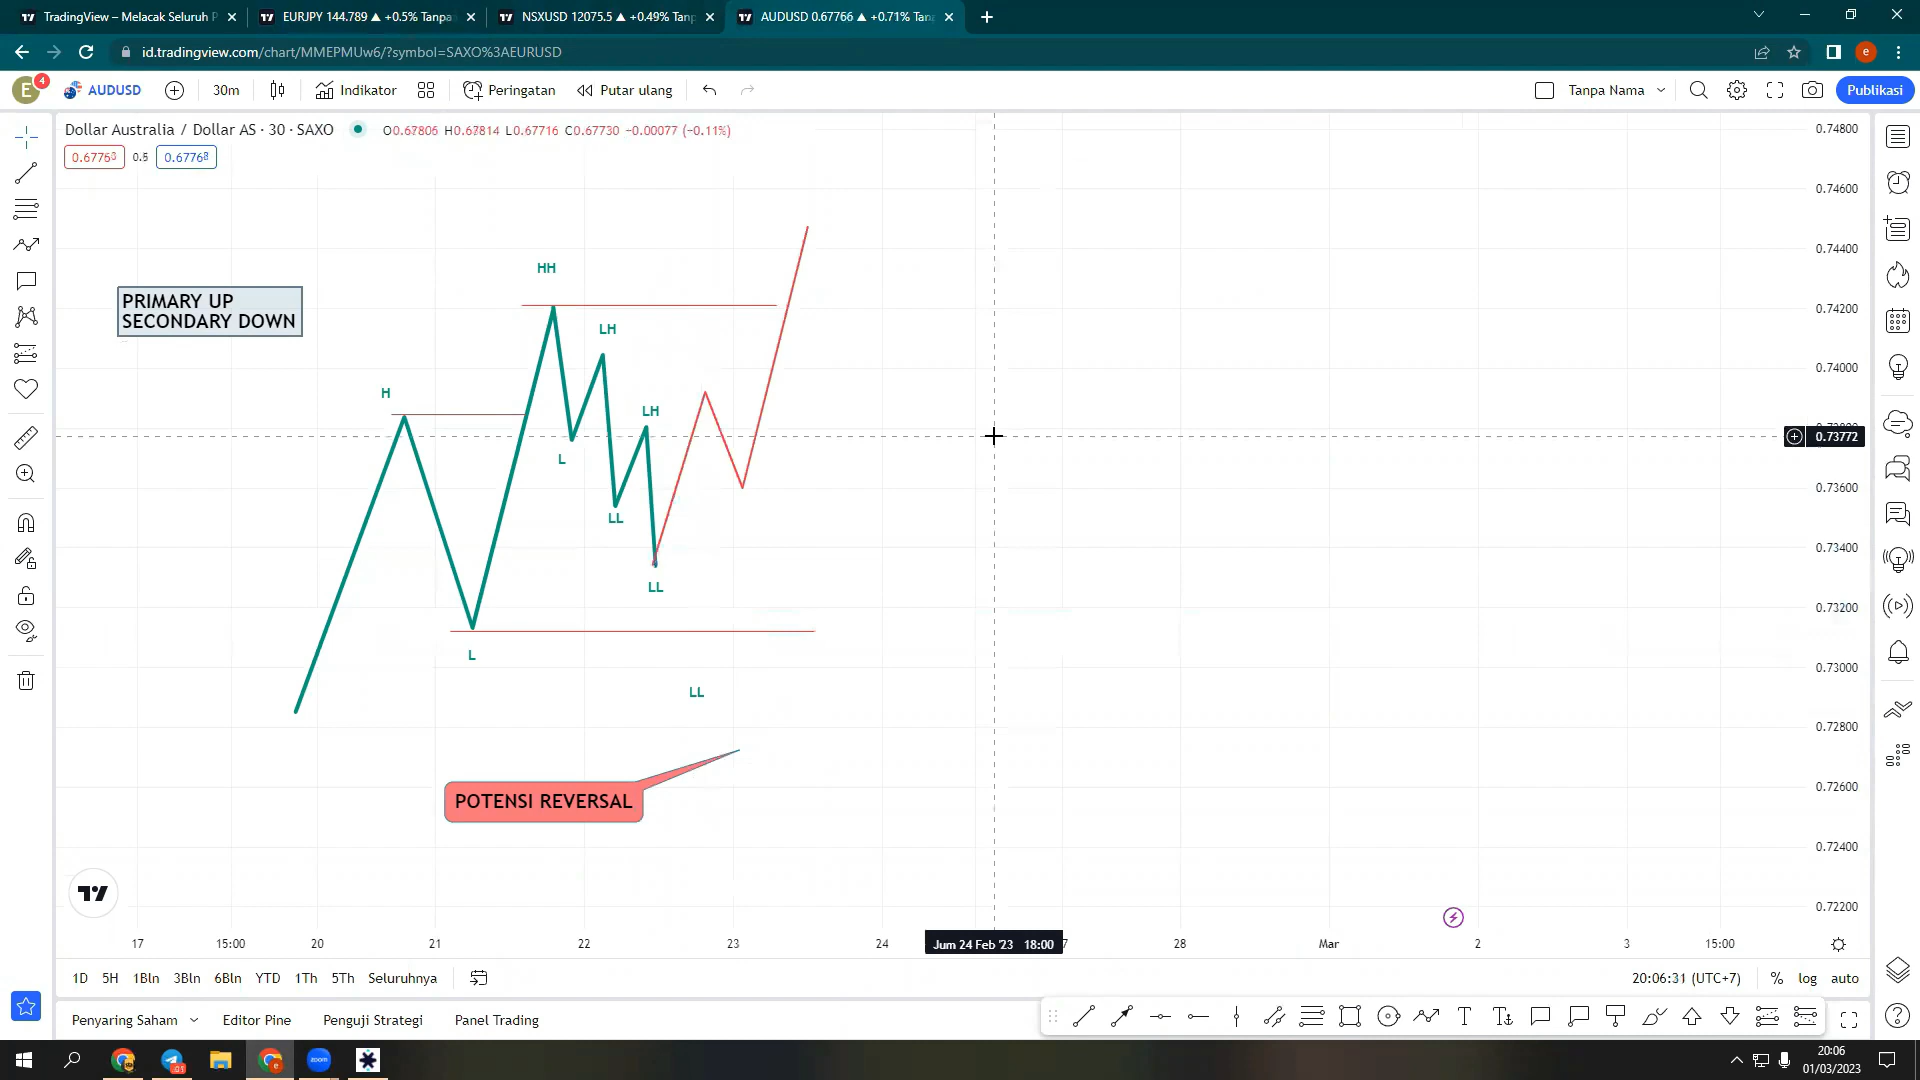 TradingView – Melacak Seluruh P
EURJPY 144.789 ▲ +0.5% Tanpa
NSXUSD 12075.5 ▲ +0.49% Tanp
AUDUSD 0.67766 ▲ +0.71% Tan
id.tradingview.com/chart/MMEPMUw6/?symbol=SAXO%3AEURUSD
e
E
4
AUDUSD
30m
Indikator
Peringatan
Putar ulang
Tanpa Nama
Publikasi
Dollar Australia / Dollar AS · 30 · SAXO
O0.67806 H0.67814 L0.67716 C0.67730 −0.00077 (−0.11%)
0.67763
0.5
0.67768
0.74800
0.74600
0.74400
0.74200
0.74000
0.73772
0.73600
0.73400
0.73200
0.73000
0.72800
0.72600
0.72400
0.72200
PRIMARY UP
SECONDARY DOWN
HH
LH
H
LH
L
LL
LL
L
LL
POTENSI REVERSAL
17
15:00
20
21
22
23
24
Jum 24 Feb '23 18:00
7
28
Mar
2
3
15:00
1D
5H
1Bln
3Bln
6Bln
YTD
1Th
5Th
Seluruhnya
20:06:31 (UTC+7)
%
log
auto
Penyaring Saham
Editor Pine
Penguji Strategi
Panel Trading
zoom
20:06
01/03/2023